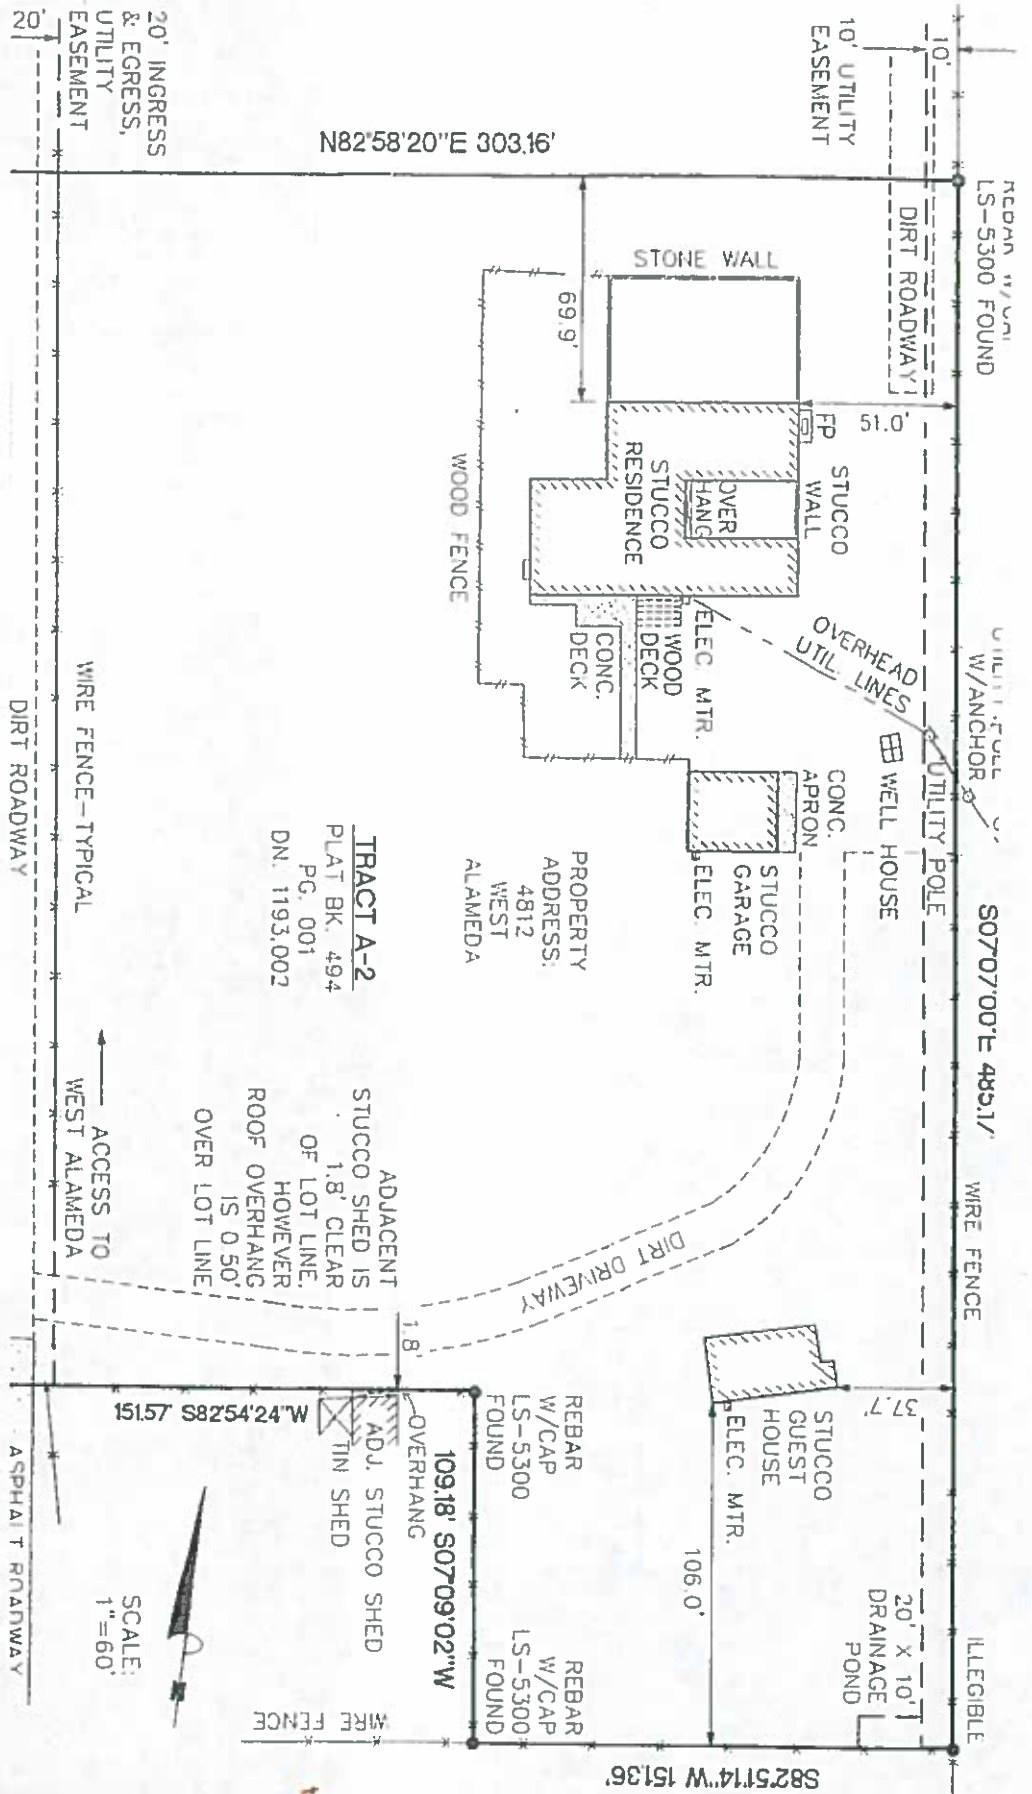 20'
20' INGRESS
& EGRESS,
UTILITY
EASEMENT
N82°58'20"E 303.16'
10' UTILITY
EASEMENT
10'
LS-5300 FOUND
DIRT ROADWAY
STONE WALL
69.9'
51.0'
FP
STUCCO
WALL
OVER
HANG
STUCCO
RESIDENCE
WOOD FENCE
OVERHEAD
UTIL. LINES
ELEC. MTR.
WOOD
DECK
CONC.
DECK
W/ANCHOR
UTILITY POLE
WELL HOUSE
CONC.
APRON
STUCCO
GARAGE
ELEC. MTR.
S07°07'00"E 485.17'
WIRE FENCE
WIRE FENCE-TYPICAL
DIRT ROADWAY
PROPERTY
ADDRESS:
4812
WEST
ALAMEDA
TRACT A-2
PLAT BK. 494
PG. 001
DN. 1193,002
ADJACENT
STUCCO SHED IS
1.8' CLEAR
OF LOT LINE,
HOWEVER
ROOF OVERHANG
IS 0.50'
OVER LOT LINE
ACCESS TO
WEST ALAMEDA
DIRT DRIVEWAY
1.8'
37.7'
STUCCO
GUEST
HOUSE
ELEC. MTR.
106.0'
REBAR
W/CAP
LS-5300
FOUND
REBAR
W/CAP
LS-5300
FOUND
109.18' S07°09'02"W
OVERHANG
ADJ. STUCCO SHED
TIN SHED
151.57' S82°54'24"W
WIRE FENCE
SCALE:
1"=60'
ASPHALT ROADWAY
20' X 10'
DRAINAGE
POND
ILLEGIBLE
S82°51'14"W 151.36'